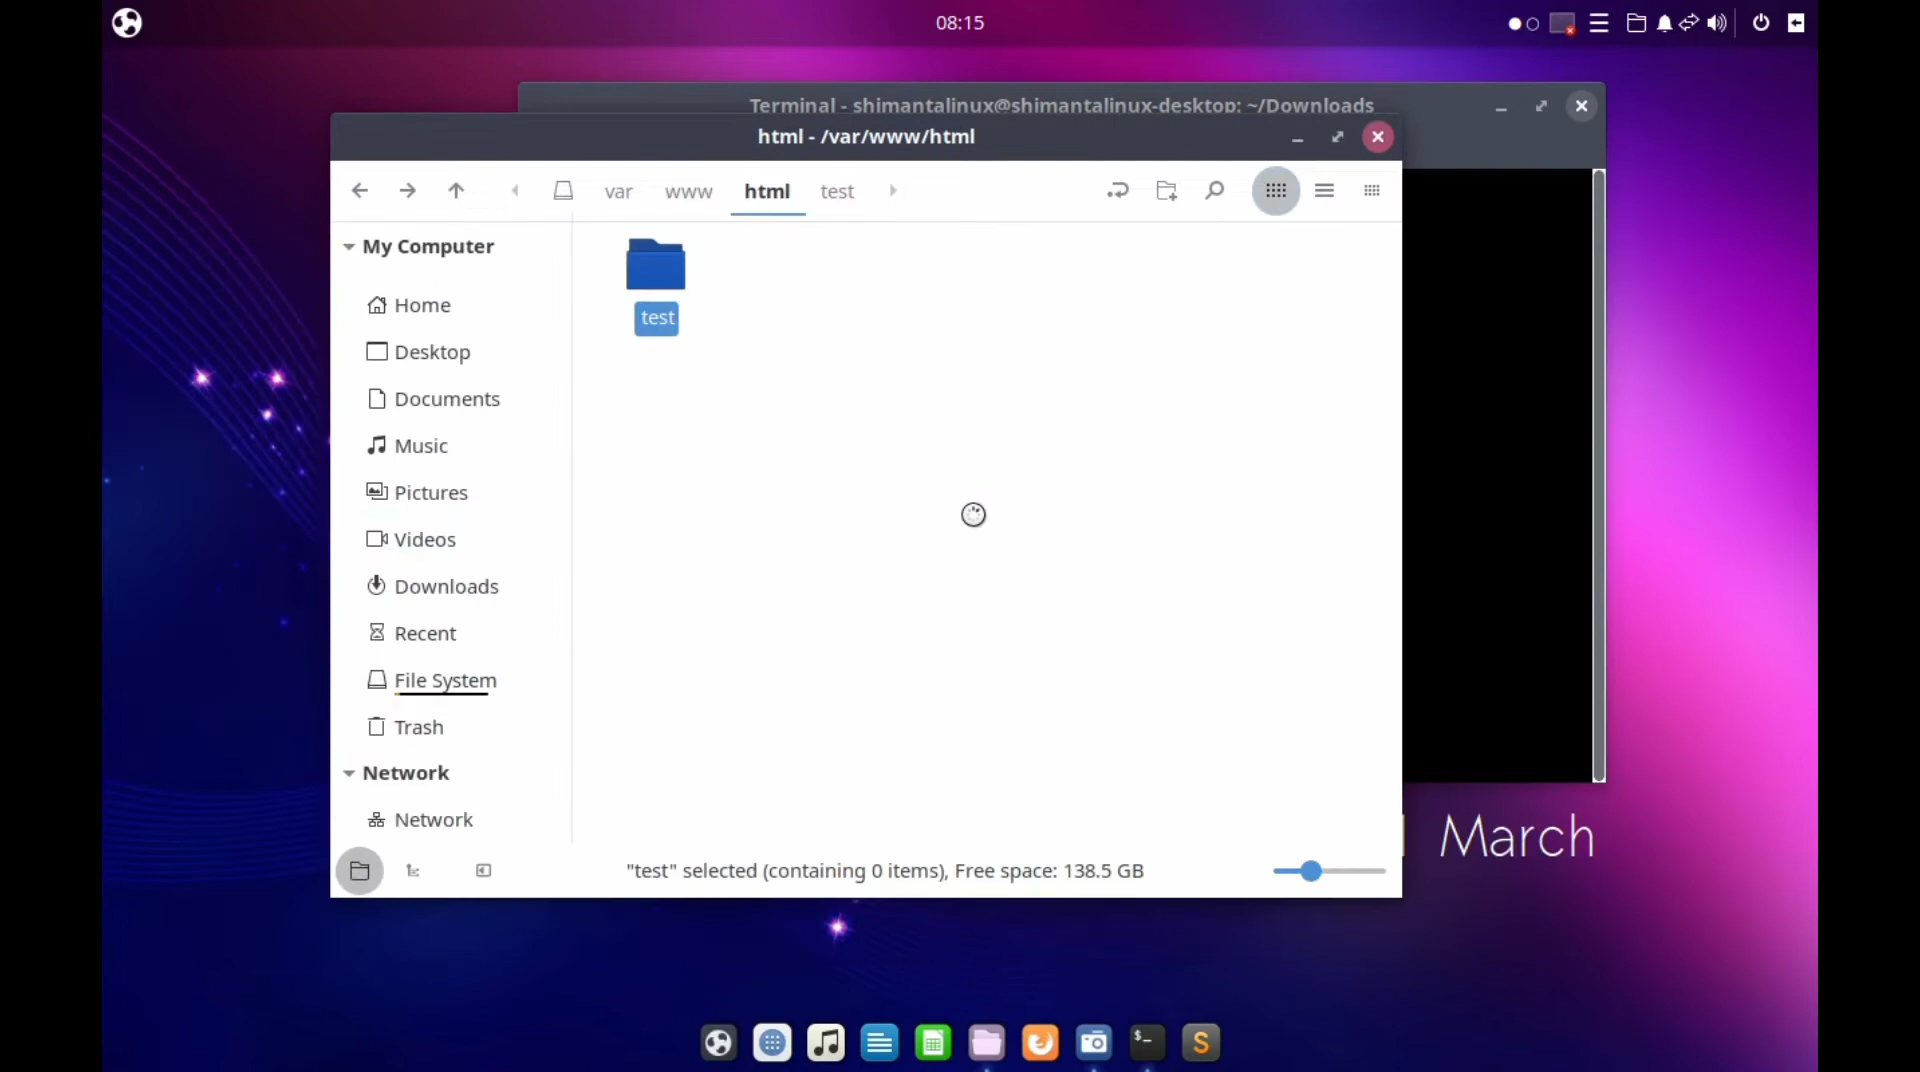 08:15
Terminal - shimantalinux@shimantalinux-desktop: ~/Downloads
html - /var/www/html
var www html test
My Computer
Home
Desktop
Documents
Music
Pictures
Videos
Downloads
Recent
File System
Trash
Network
Network
test
"test" selected (containing 0 items), Free space: 138.5 GB
March
$-
S